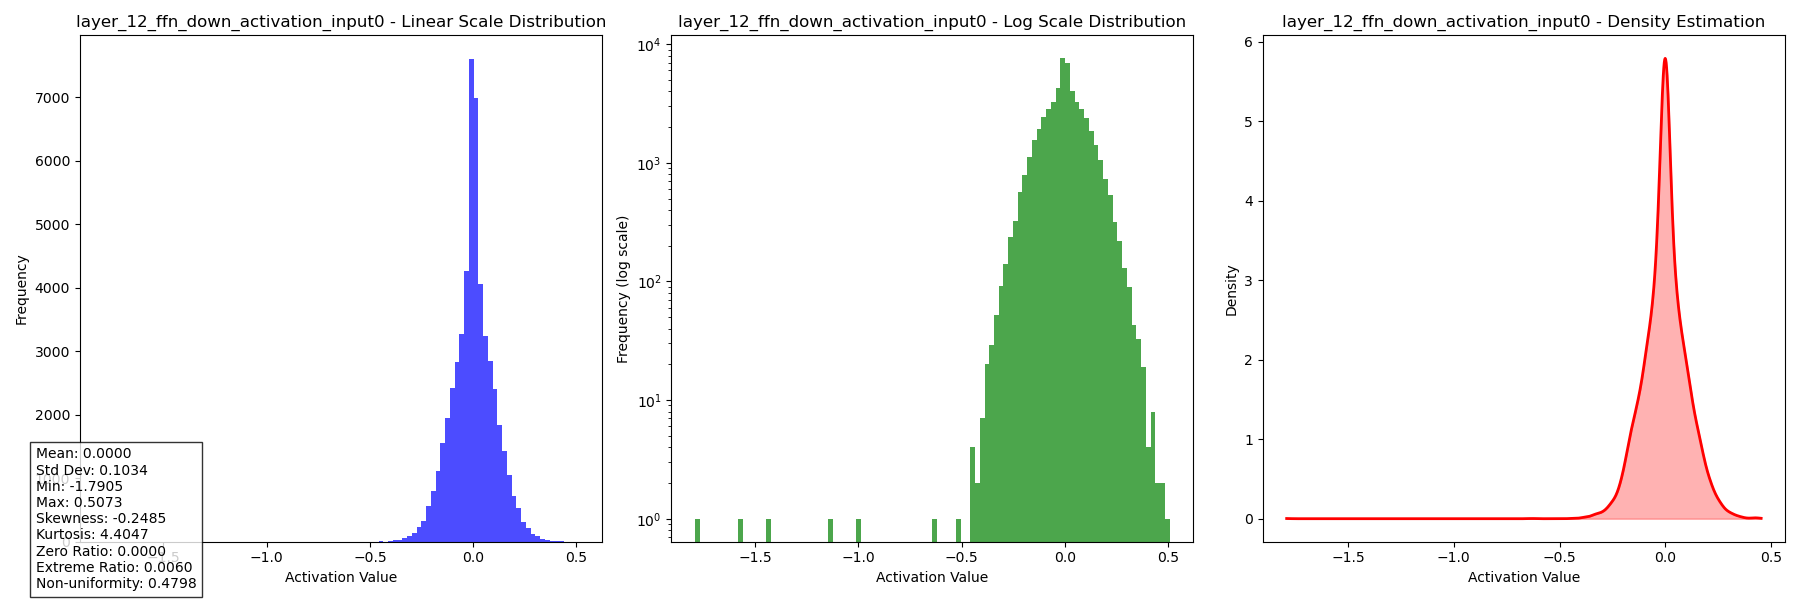 layer_12_ffn_down_activation_input0 - Linear Scale Distribution
layer_12_ffn_down_activation_input0 - Log Scale Distribution
layer_12_ffn_down_activation_input0 - Density Estimation
Frequency
7000
6000
5000
4000
3000
2000
−1.0
−0.5
0.0
0.5
Activation Value
Mean: 0.0000
Std Dev: 0.1034
Min: -1.7905
Max: 0.5073
Skewness: -0.2485
Kurtosis: 4.4047
Zero Ratio: 0.0000
Extreme Ratio: 0.0060
Non-uniformity: 0.4798
Frequency (log scale)
10⁴
10³
10²
10¹
10⁰
−1.5
−1.0
−0.5
0.0
0.5
Activation Value
Density
6
5
4
3
2
1
0
−1.5
−1.0
−0.5
0.0
0.5
Activation Value